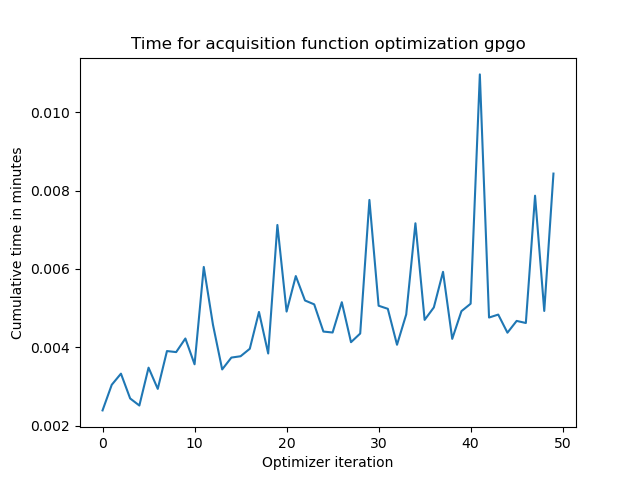 Time for acquisition function optimization gpgo
Cumulative time in minutes
0.010
0.008
0.006
0.004
0.002
0 10 20 30 40 50
Optimizer iteration